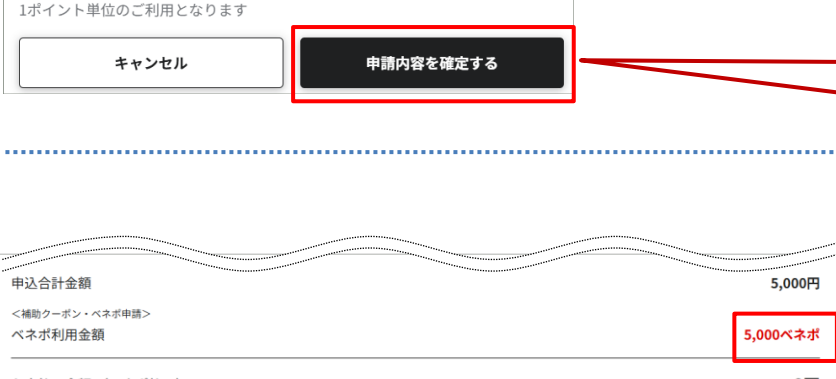 1ポイント単位のご利用となります
キャンセル
申請内容を確定する
申込合計金額
5,000円
<補助クーポン・ベネポ申請>
ベネポ利用金額
5,000ベネポ